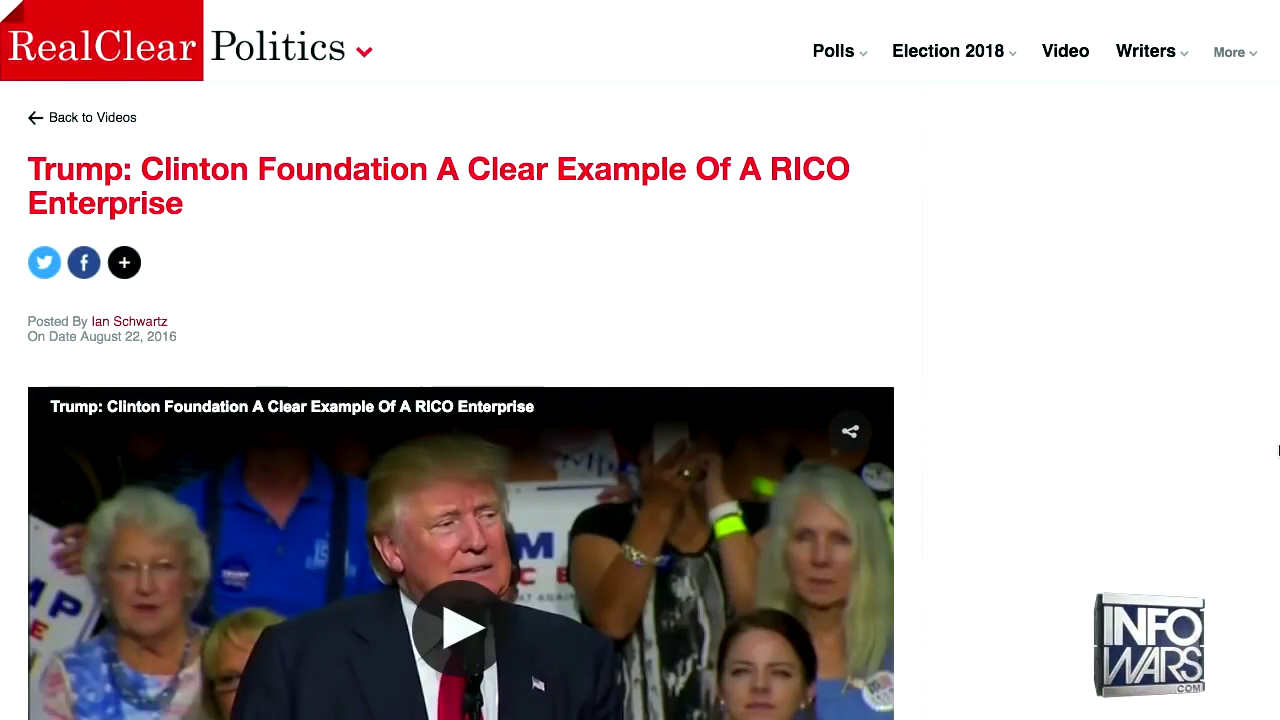 RealClear Politics
Polls
Election 2018
Video
Writers
More
Back to Videos
Trump: Clinton Foundation A Clear Example Of A RICO
Enterprise
Posted By Ian Schwartz
On Date August 22, 2016
Trump: Clinton Foundation A Clear Example Of A RICO Enterprise
INFO
WARS
.COM